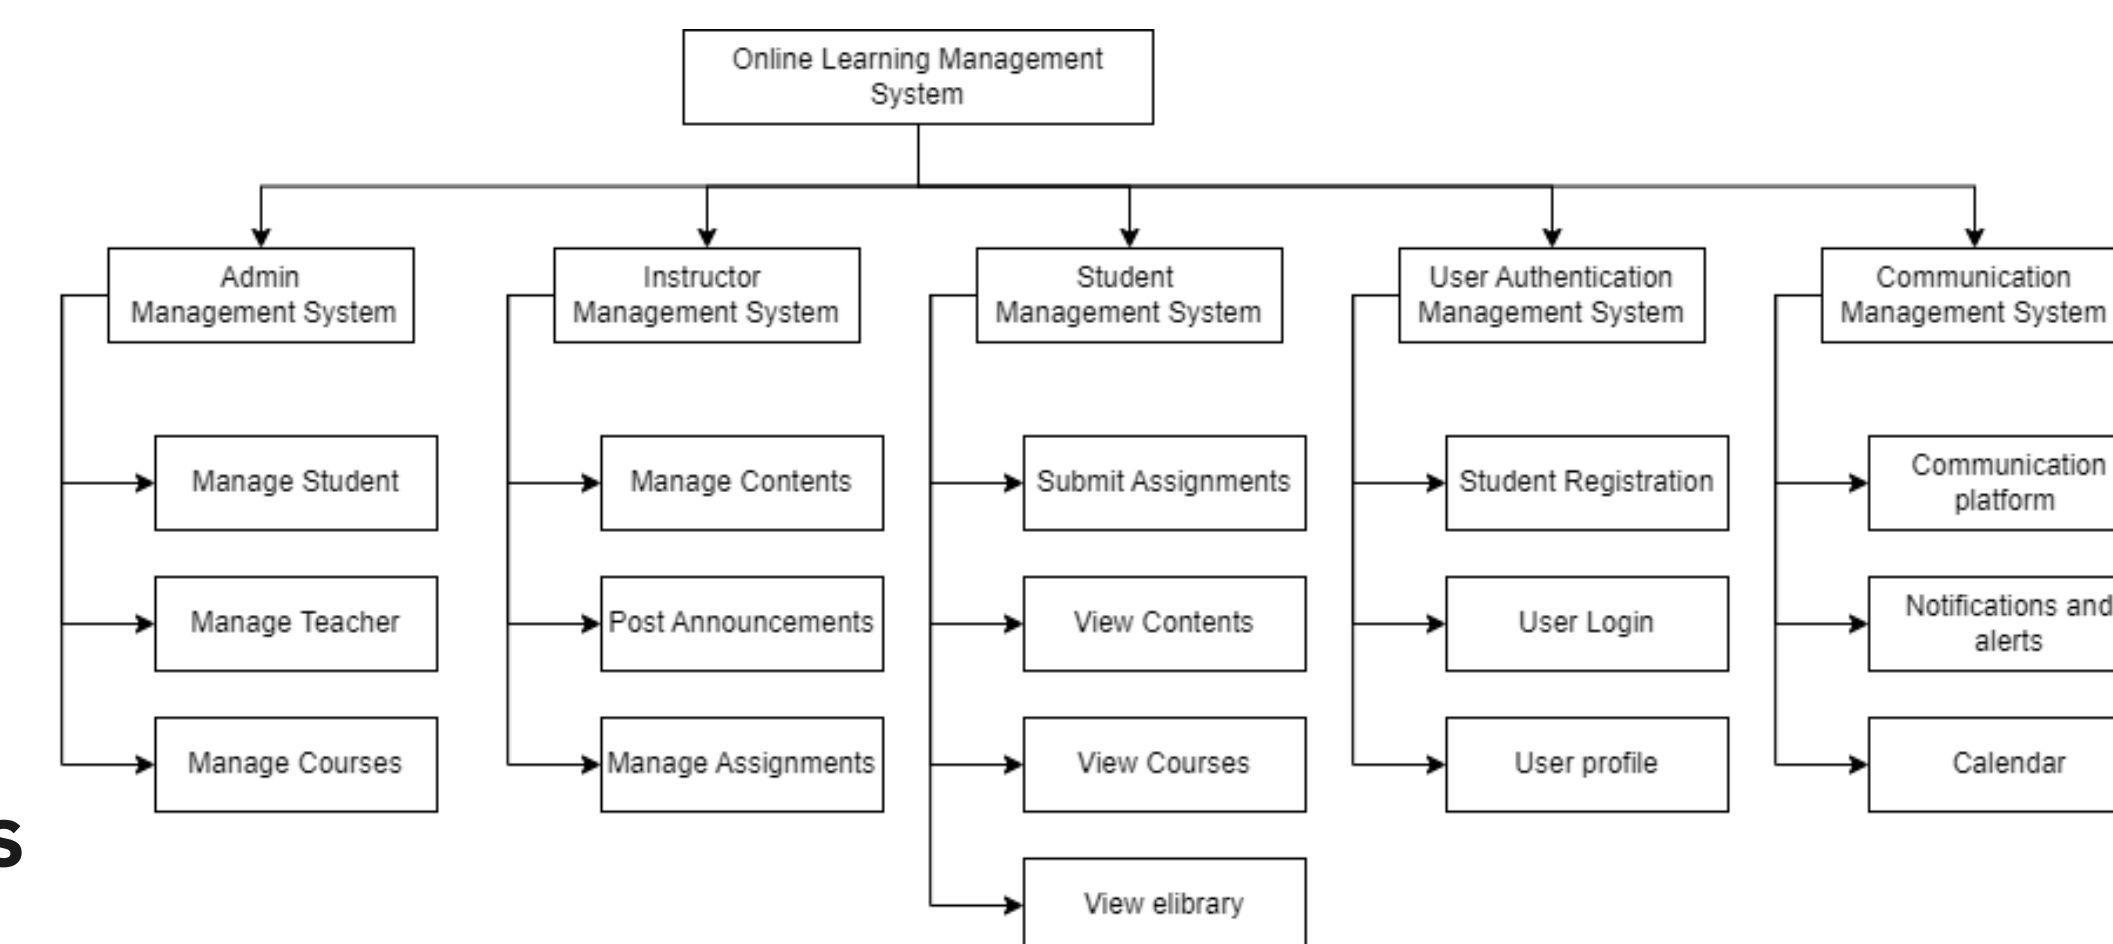 Online Learning Management
System
Admin
Management System
Instructor
Management System
Student
Management System
User Authentication
Management System
Communication
Management System
Manage Student
Manage Contents
Submit Assignments
Student Registration
Communication
platform
Manage Teacher
Post Announcements
View Contents
User Login
Notifications and
alerts
Manage Courses
Manage Assignments
View Courses
User profile
Calendar
s
View elibrary